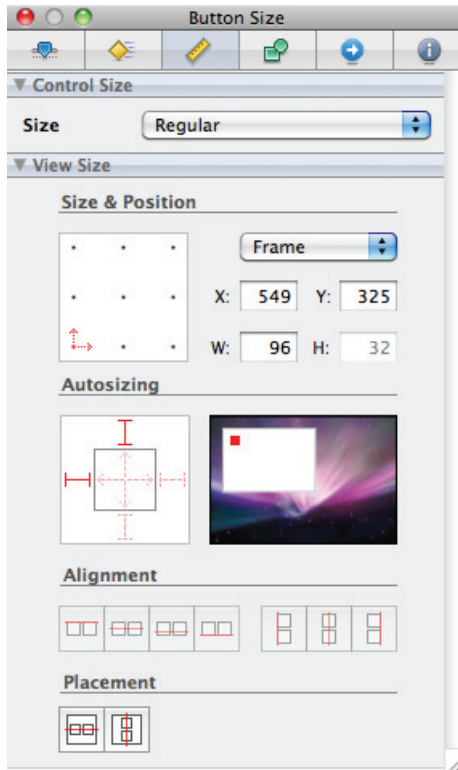 Button Size
Control Size
Size Regular
View Size
Size & Position
Frame
X: 549 Y: 325
W: 96 H: 32
Autosizing
Alignment
Placement